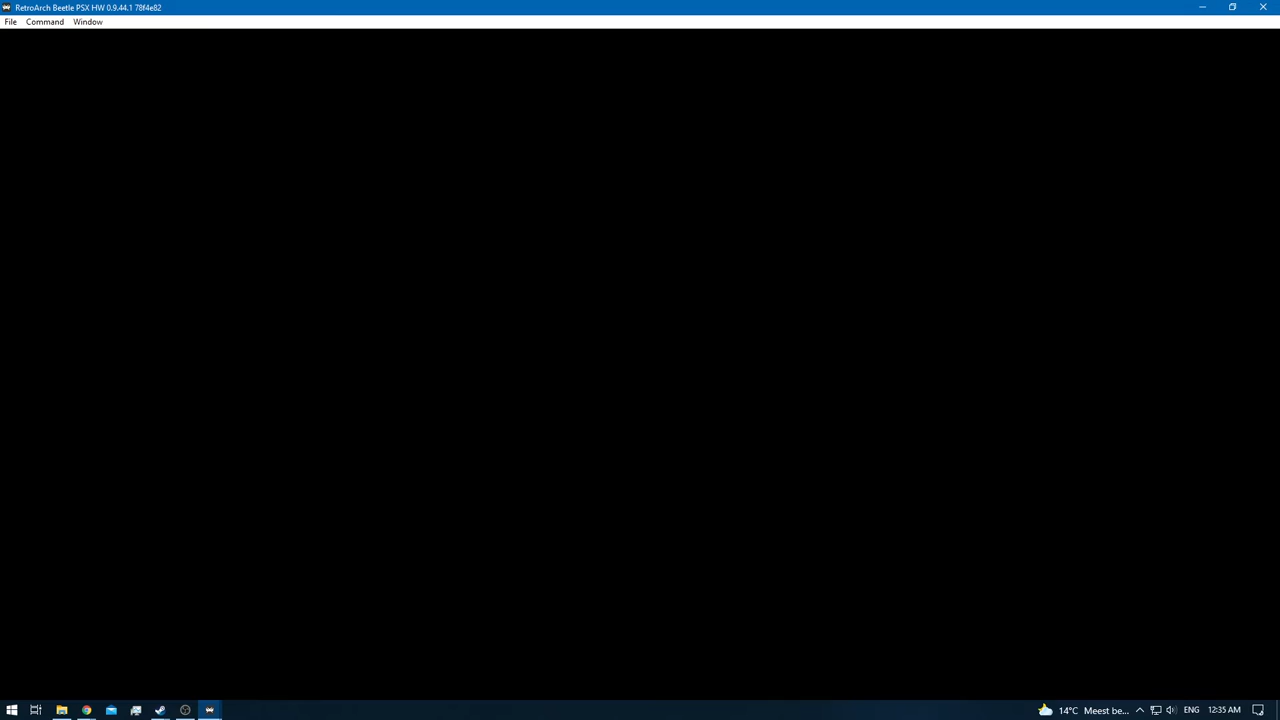 RetroArch Beetle PSX HW 0.9.44.1 78f4e82
File Command Window
14°C Meest be... ENG 12:35 AM